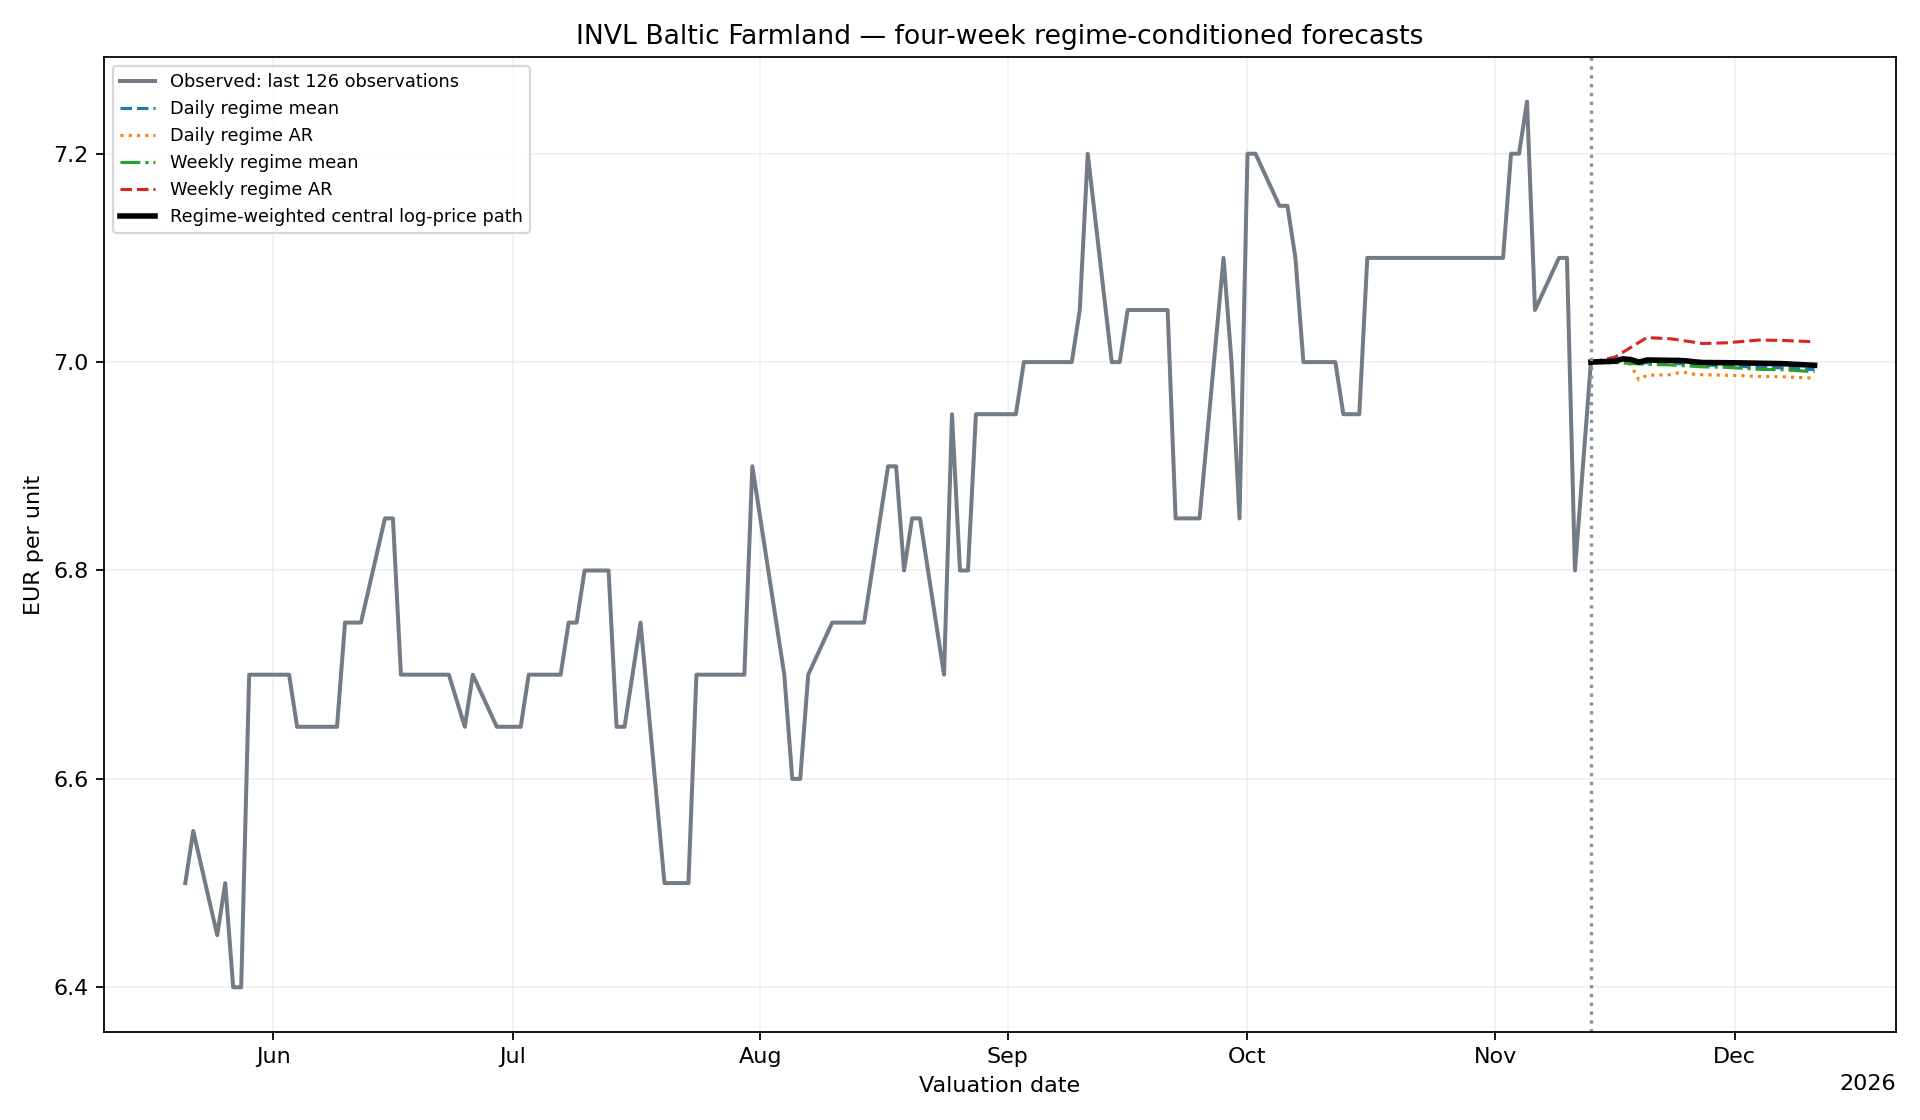 INVL Baltic Farmland — four-week regime-conditioned forecasts
Observed: last 126 observations
Daily regime mean
Daily regime AR
Weekly regime mean
Weekly regime AR
Regime-weighted central log-price path
EUR per unit
7.2
7.0
6.8
6.6
6.4
Jun Jul Aug Sep Oct Nov Dec
Valuation date
2026